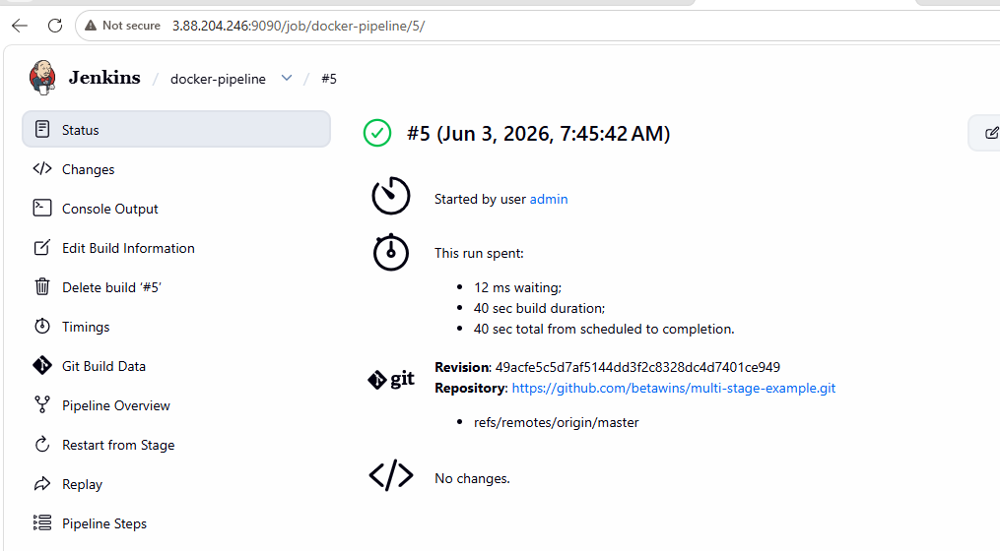 Not secure 3.88.204.246:9090/job/docker-pipeline/5/
Jenkins / docker-pipeline / #5
Status
Changes
Console Output
Edit Build Information
Delete build ‘#5’
Timings
Git Build Data
Pipeline Overview
Restart from Stage
Replay
Pipeline Steps
#5 (Jun 3, 2026, 7:45:42 AM)
Started by user admin
This run spent:
• 12 ms waiting;
• 40 sec build duration;
• 40 sec total from scheduled to completion.
git
Revision: 49acfe5c5d7af5144dd3f2c8328dc4d7401ce949
Repository: https://github.com/betawins/multi-stage-example.git
• refs/remotes/origin/master
No changes.